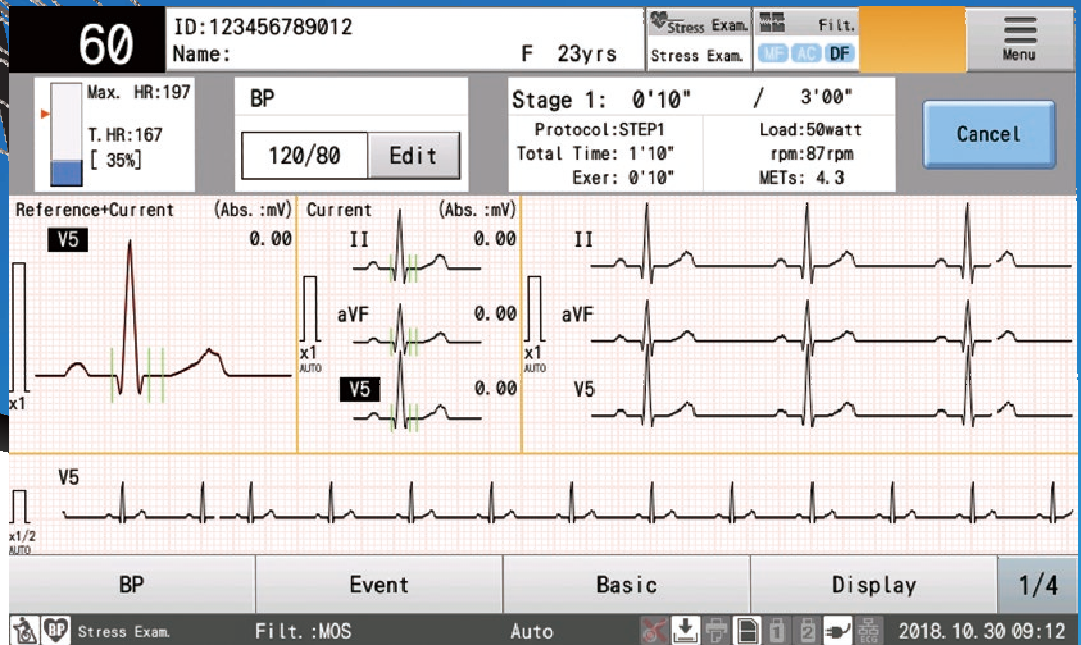 60
ID:123456789012
Name:
F 23yrs
Stress Exam.
Stress Exam.
Filt.
MF AC DF
Menu
Max. HR:197
T.HR:167
[ 35%]
BP
120/80
Edit
Stage 1: 0'10" / 3'00"
Protocol:STEP1
Total Time: 1'10"
Exer: 0'10"
Load:50watt
rpm:87rpm
METs: 4.3
Cancel
Reference+Current (Abs.:mV)
V5 0.00
x1
Current (Abs.:mV)
II 0.00
aVF 0.00
x1
AUTO
V5 0.00
II
aVF
x1
AUTO
V5
V5
x1/2
AUTO
BP
Event
Basic
Display
1/4
BP
Stress Exam.
Filt.:MOS
Auto
1
2
ECG
2018.10.30 09:12